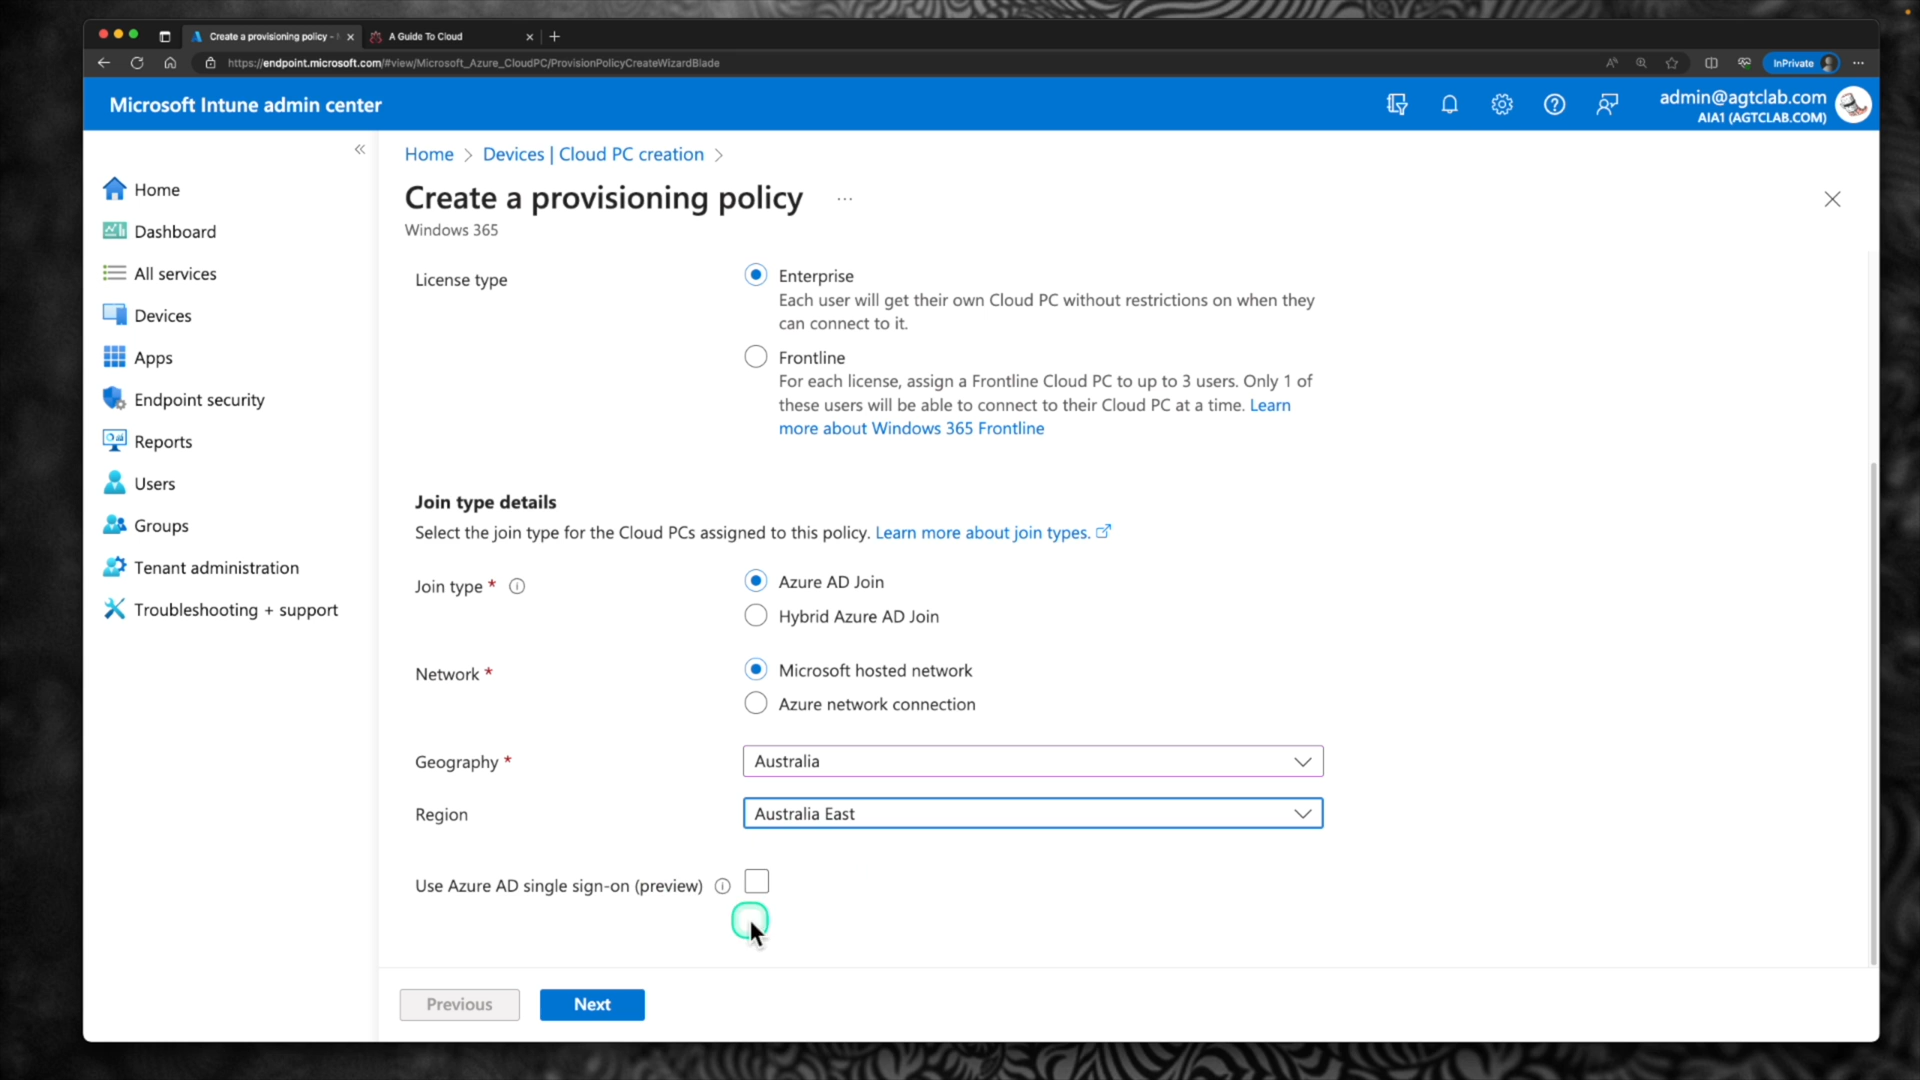 Create a provisioning policy -
A Guide To Cloud
https://endpoint.microsoft.com/#view/Microsoft_Azure_CloudPC/ProvisionPolicyCreateWizardBlade
InPrivate
Microsoft Intune admin center
admin@agtclab.com
AIA1 (AGTCLAB.COM)
Home > Devices | Cloud PC creation >
Create a provisioning policy ...
Windows 365
Home
Dashboard
All services
Devices
Apps
Endpoint security
Reports
Users
Groups
Tenant administration
Troubleshooting + support
License type
Enterprise
Each user will get their own Cloud PC without restrictions on when they
can connect to it.
Frontline
For each license, assign a Frontline Cloud PC to up to 3 users. Only 1 of
these users will be able to connect to their Cloud PC at a time. Learn
more about Windows 365 Frontline
Join type details
Select the join type for the Cloud PCs assigned to this policy. Learn more about join types.
Join type *
Azure AD Join
Hybrid Azure AD Join
Network *
Microsoft hosted network
Azure network connection
Geography *
Australia
Region
Australia East
Use Azure AD single sign-on (preview)
Previous
Next